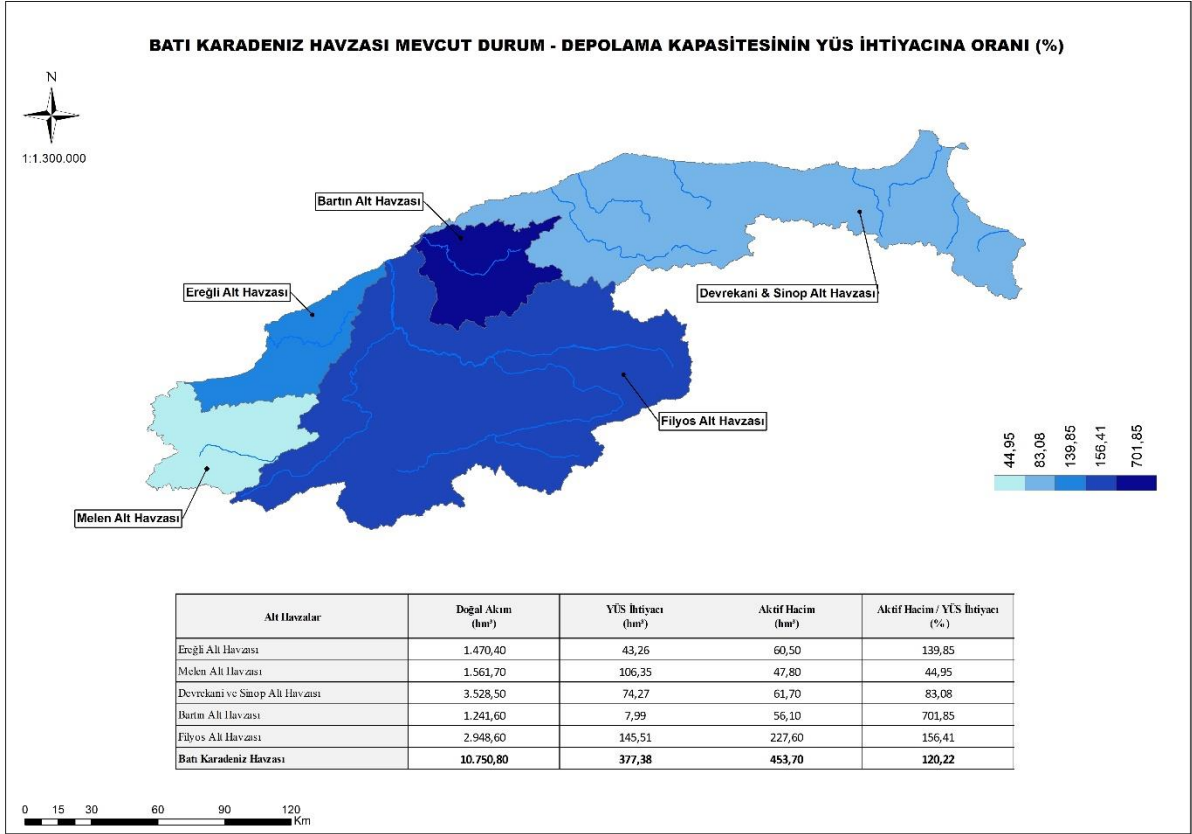 BATI KARADENIZ HAVZASI MEVCUT DURUM - DEPOLAMA KAPASİTESİNİN YÜS İHTİYACINA ORANI (%)
N
1:1.300.000
Bartın Alt Havzası
Ereğli Alt Havzası
Devrekani & Sinop Alt Havzası
Filyos Alt Havzası
Melen Alt Havzası
44,95 83,08 139,85 156,41 701,85
Alt Havzalar Doğal Akım (hm³) YÜS İhtiyacı (hm³) Aktif Hacim (hm³) Aktif Hacim / YÜS İhtiyacı (%)
Ereğli Alt Havzası 1.470,40 43,26 60,50 139,85
Melen Alt Havzası 1.561,70 106,35 47,80 44,95
Devrekani ve Sinop Alt Havzası 3.528,50 74,27 61,70 83,08
Bartın Alt Havzası 1.241,60 7,99 56,10 701,85
Filyos Alt Havzası 2.948,60 145,51 227,60 156,41
Batı Karadeniz Havzası 10.750,80 377,38 453,70 120,22
0 15 30 60 90 120
Km